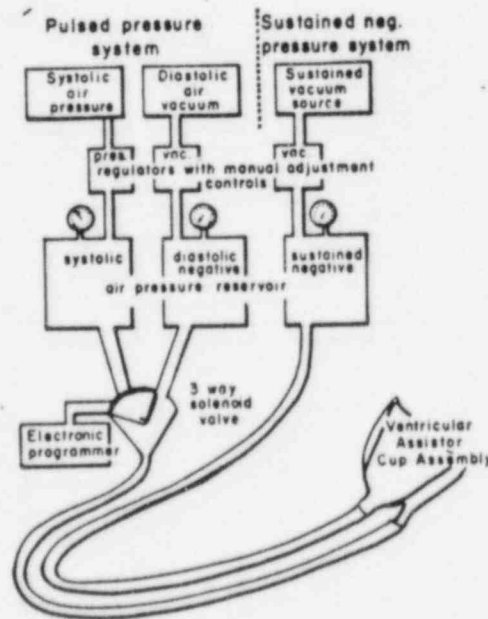 Pulsed pressure
system
Sustained neg.
pressure system
Systolic
air
pressure
Diastolic
air
vacuum
Sustained
vacuum
source
pres.
vac.
vac.
regulators with manual adjustment
controls
systolic
diastolic
negative
sustained
negative
air pressure reservoir
3 way
solenoid
valve
Electronic
programmer
Ventricular
Assistor
Cup Assembly